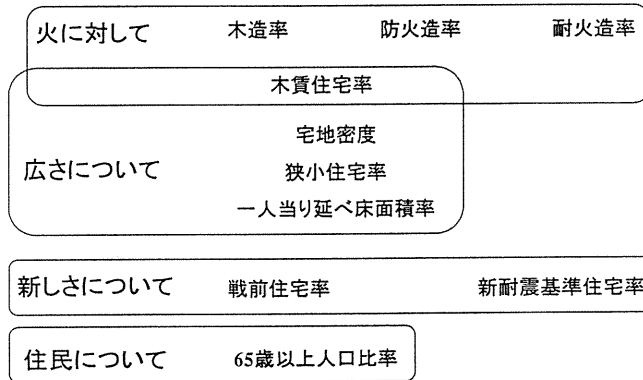 火に対して 木造率 防火造率 耐火造率
木賃住宅率
宅地密度
広さについて 狭小住宅率
一人当り延べ床面積率
新しさについて 戦前住宅率 新耐震基準住宅率
住民について 65歳以上人口比率